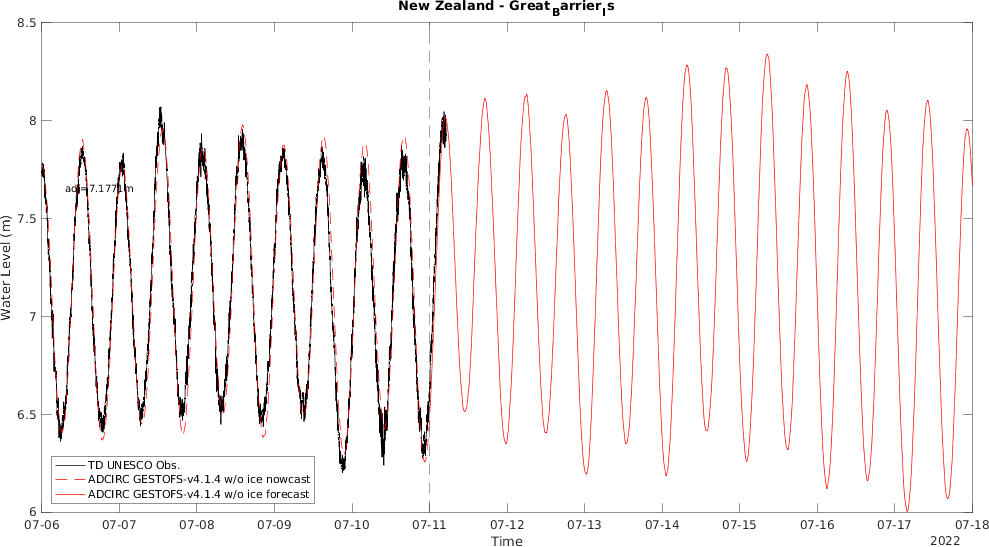 New Zealand - GreatBarrierIs
8.5
8
7.5
7
6.5
6
Water Level (m)
adj=7.1771m
TD UNESCO Obs.
ADCIRC GESTOFS-v4.1.4 w/o ice nowcast
ADCIRC GESTOFS-v4.1.4 w/o ice forecast
07-06 07-07 07-08 07-09 07-10 07-11 07-12 07-13 07-14 07-15 07-16 07-17 07-18
Time
2022